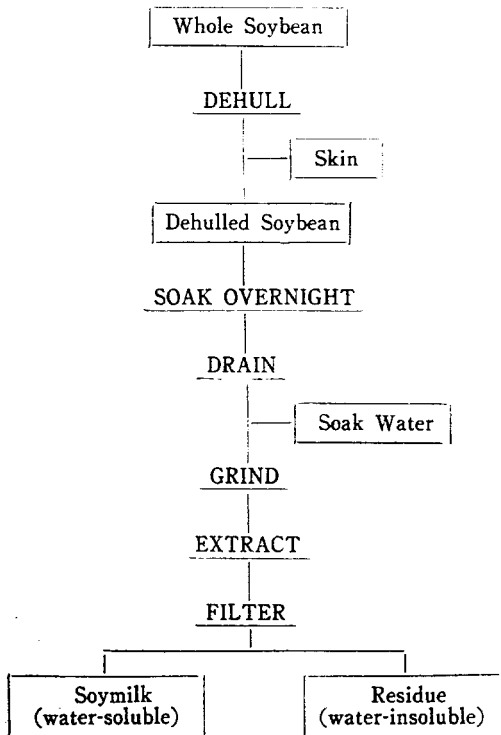 Whole Soybean
DEHULL
Skin
Dehulled Soybean
SOAK OVERNIGHT
DRAIN
Soak Water
GRIND
EXTRACT
FILTER
Soymilk
(water-soluble)
Residue
(water-insoluble)